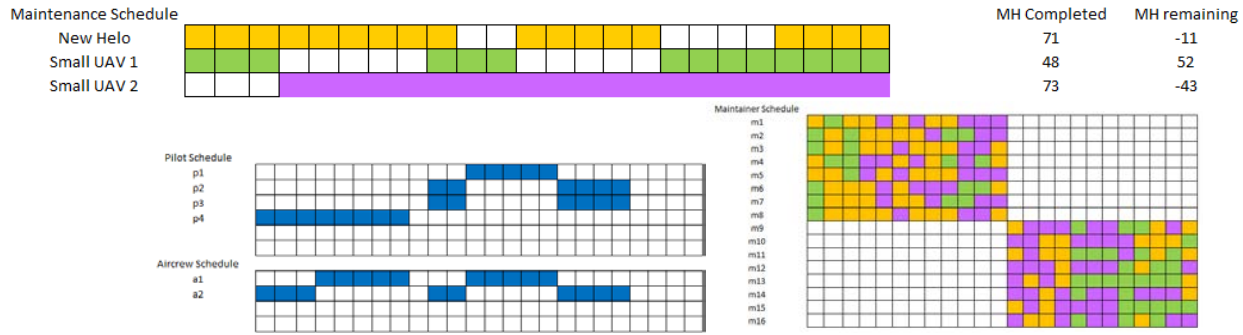 Maintenance Schedule MH Completed MH remaining
New Helo 71 -11
Small UAV 1 48 52
Small UAV 2 73 -43
Maintainer Schedule
m1
m2
m3
m4
m5
m6
m7
m8
m9
m10
m11
m12
m13
m14
m15
m16
Pilot Schedule
p1
p2
p3
p4
Aircrew Schedule
a1
a2